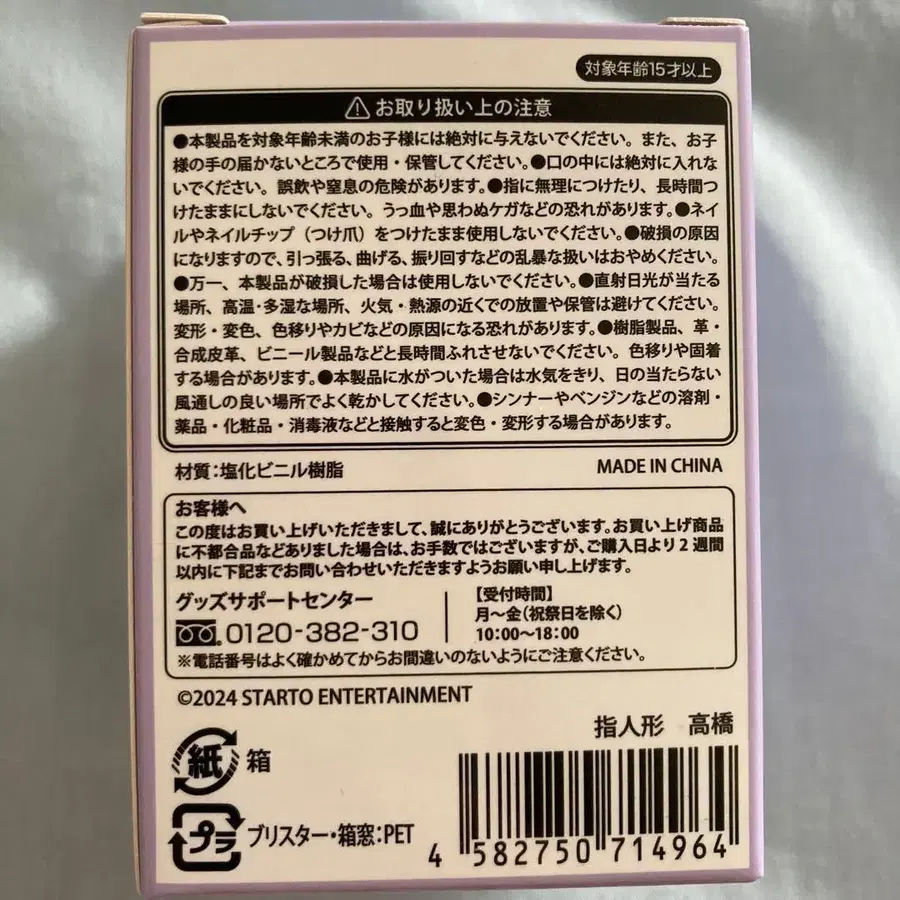 対象年齢15才以上
⚠お取り扱い上の注意
●本製品を対象年齢未満のお子様には絶対に与えないでください。また、お子
様の手の届かないところで使用・保管してください。●口の中には絶対に入れな
いでください。誤飲や窒息の危険があります。●指に無理につけたり、長時間つ
けたままにしないでください。うっ血や思わぬケガなどの恐れがあります。●ネイ
ルやネイルチップ（つけ爪）をつけたまま使用しないでください。●破損の原因
になりますので、引っ張る、曲げる、振り回すなどの乱暴な扱いはおやめください。
●万一、本製品が破損した場合は使用しないでください。●直射日光が当たる
場所、高温・多湿な場所、火気・熱源の近くでの放置や保管は避けてください。
変形・変色、色移りやカビなどの原因になる恐れがあります。●樹脂製品、革・
合成皮革、ビニール製品などと長時間ふれさせないでください。色移りや固着
する場合があります。●本製品に水がついた場合は水気をきり、日の当たらない
風通しの良い場所でよく乾かしてください。●シンナーやベンジンなどの溶剤・
薬品・化粧品・消毒液などと接触すると変色・変形する場合があります。
材質：塩化ビニル樹脂 MADE IN CHINA
お客様へ
この度はお買い上げいただきまして、誠にありがとうございます。お買い上げ商品
に不都合品などありました場合は、お手数ではございますが、ご購入日より2週間
以内に下記までお問い合わせいただきますようお願い申し上げます。
グッズサポートセンター
0120-382-310
【受付時間】
月～金（祝祭日を除く）
10:00～18:00
※電話番号はよく確かめてからお間違いのないようにご注意ください。
©2024 STARTO ENTERTAINMENT
指人形 高橋
紙 箱
プラ ブリスター・箱窓：PET
4 582750 714964